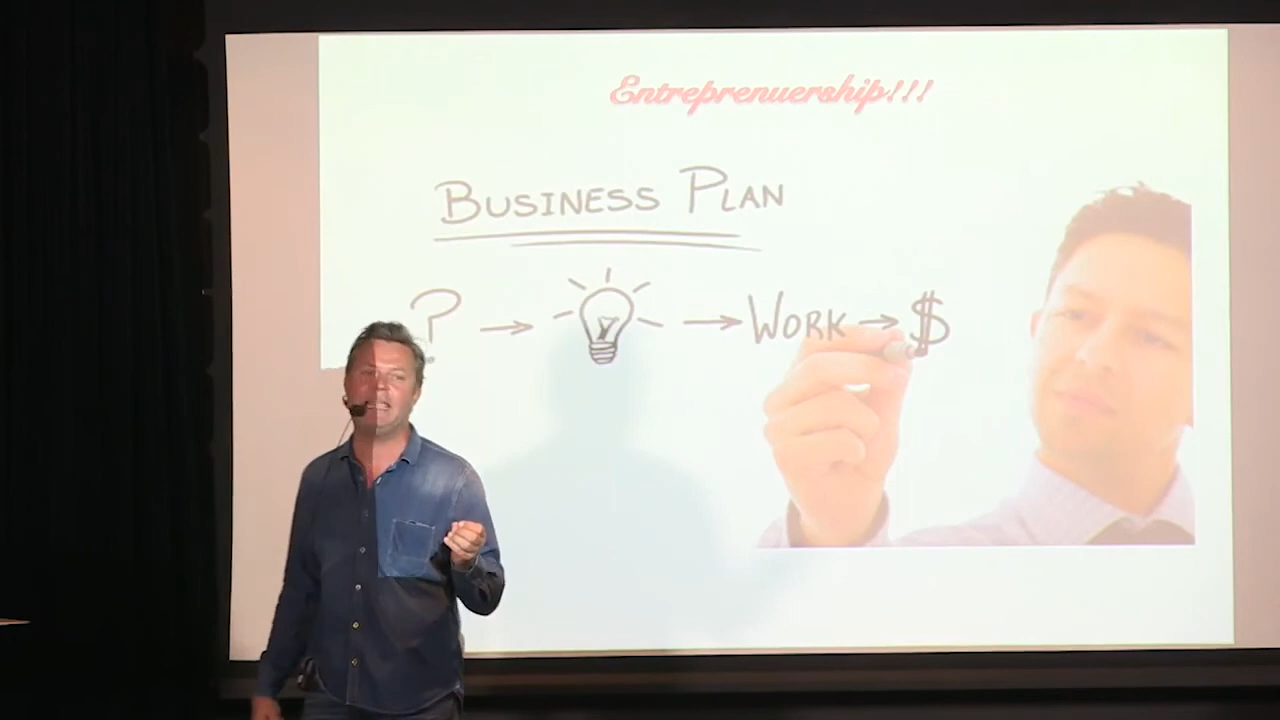 Entreprenuership!!!
BUSINESS PLAN
? → → WORK → $